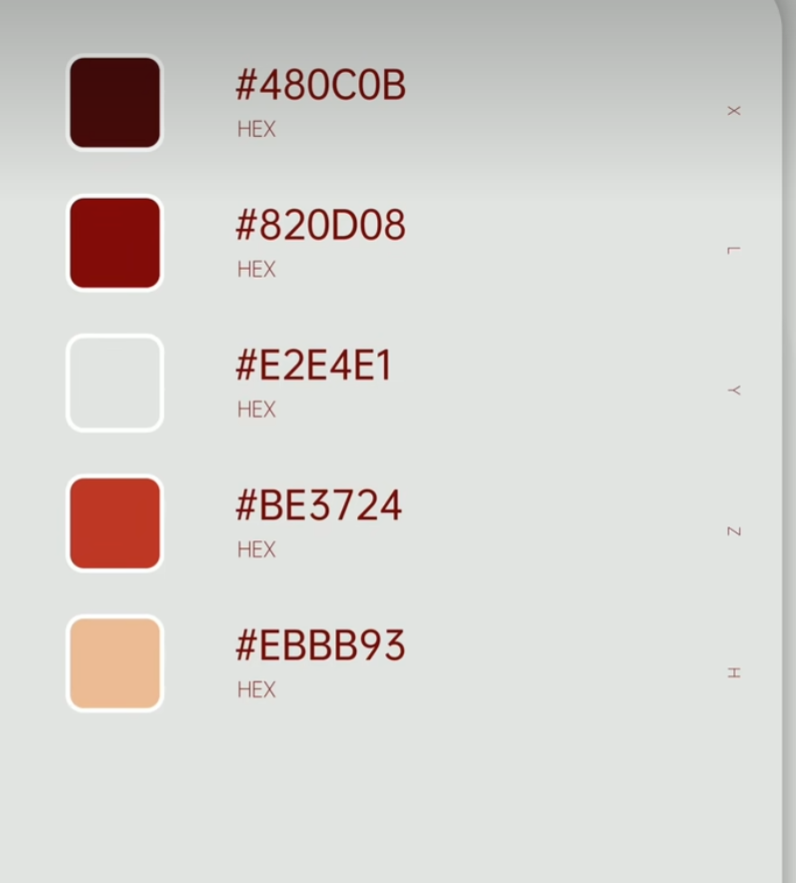 #480C0B
HEX
X
#820D08
HEX
L
#E2E4E1
HEX
Y
#BE3724
HEX
Z
#EBBB93
HEX
H